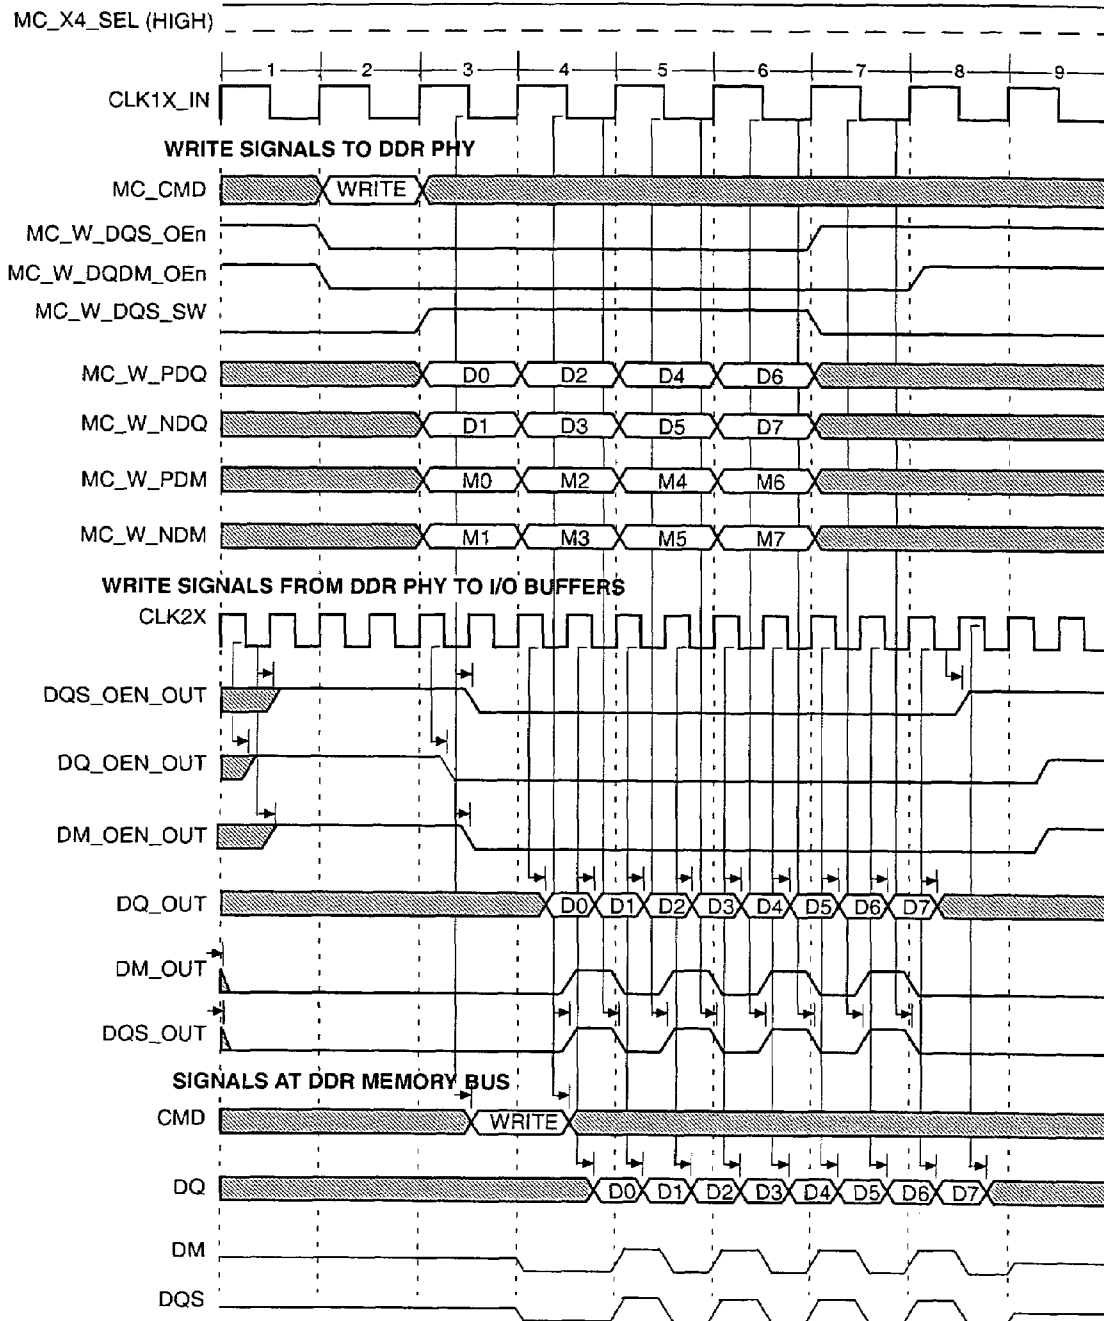 MC_X4_SEL (HIGH)
1 2 3 4 5 6 7 8 9
CLK1X_IN
WRITE SIGNALS TO DDR PHY
MC_CMD WRITE
MC_W_DQS_OEn
MC_W_DQDM_OEn
MC_W_DQS_SW
MC_W_PDQ D0 D2 D4 D6
MC_W_NDQ D1 D3 D5 D7
MC_W_PDM M0 M2 M4 M6
MC_W_NDM M1 M3 M5 M7
WRITE SIGNALS FROM DDR PHY TO I/O BUFFERS
CLK2X
DQS_OEN_OUT
DQ_OEN_OUT
DM_OEN_OUT
DQ_OUT D0 D1 D2 D3 D4 D5 D6 D7
DM_OUT
DQS_OUT
SIGNALS AT DDR MEMORY BUS
CMD WRITE
DQ D0 D1 D2 D3 D4 D5 D6 D7
DM
DQS